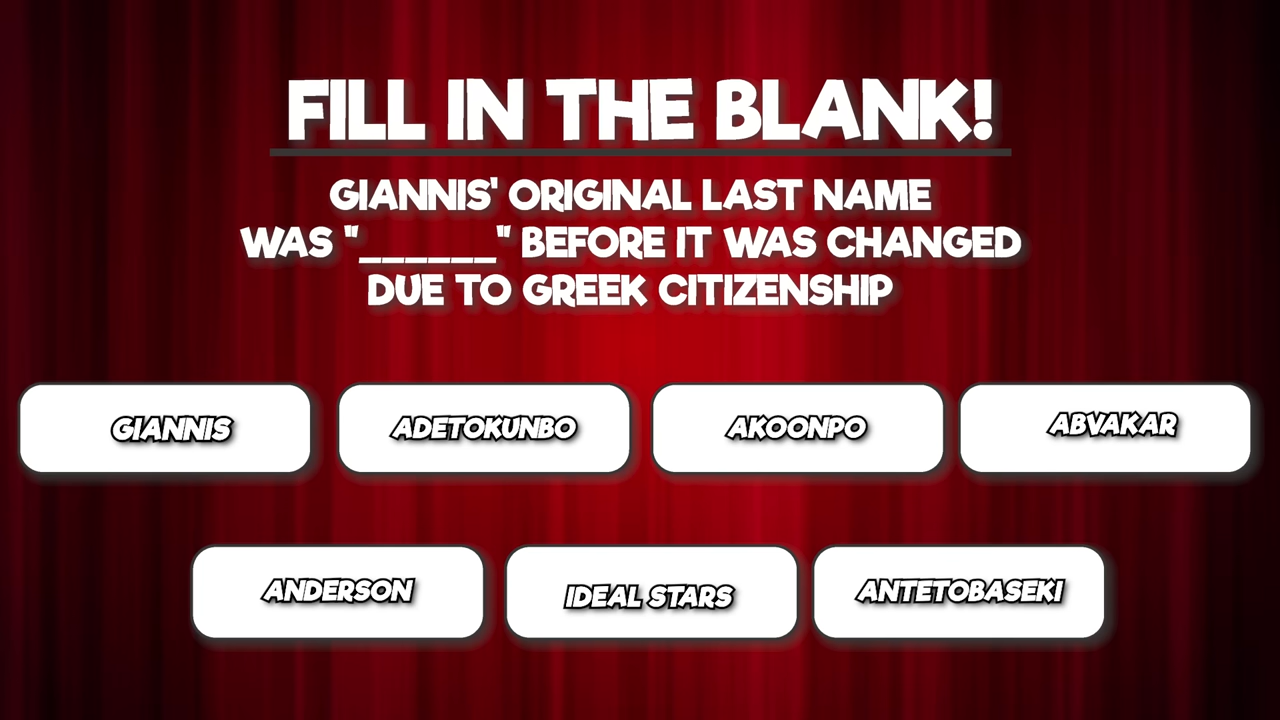 FILL IN THE BLANK!
GIANNIS' ORIGINAL LAST NAME
WAS "______" BEFORE IT WAS CHANGED
DUE TO GREEK CITIZENSHIP
GIANNIS
ADETOKUNBO
AKOONPO
ABVAKAR
ANDERSON
IDEAL STARS
ANTETOBASEKI